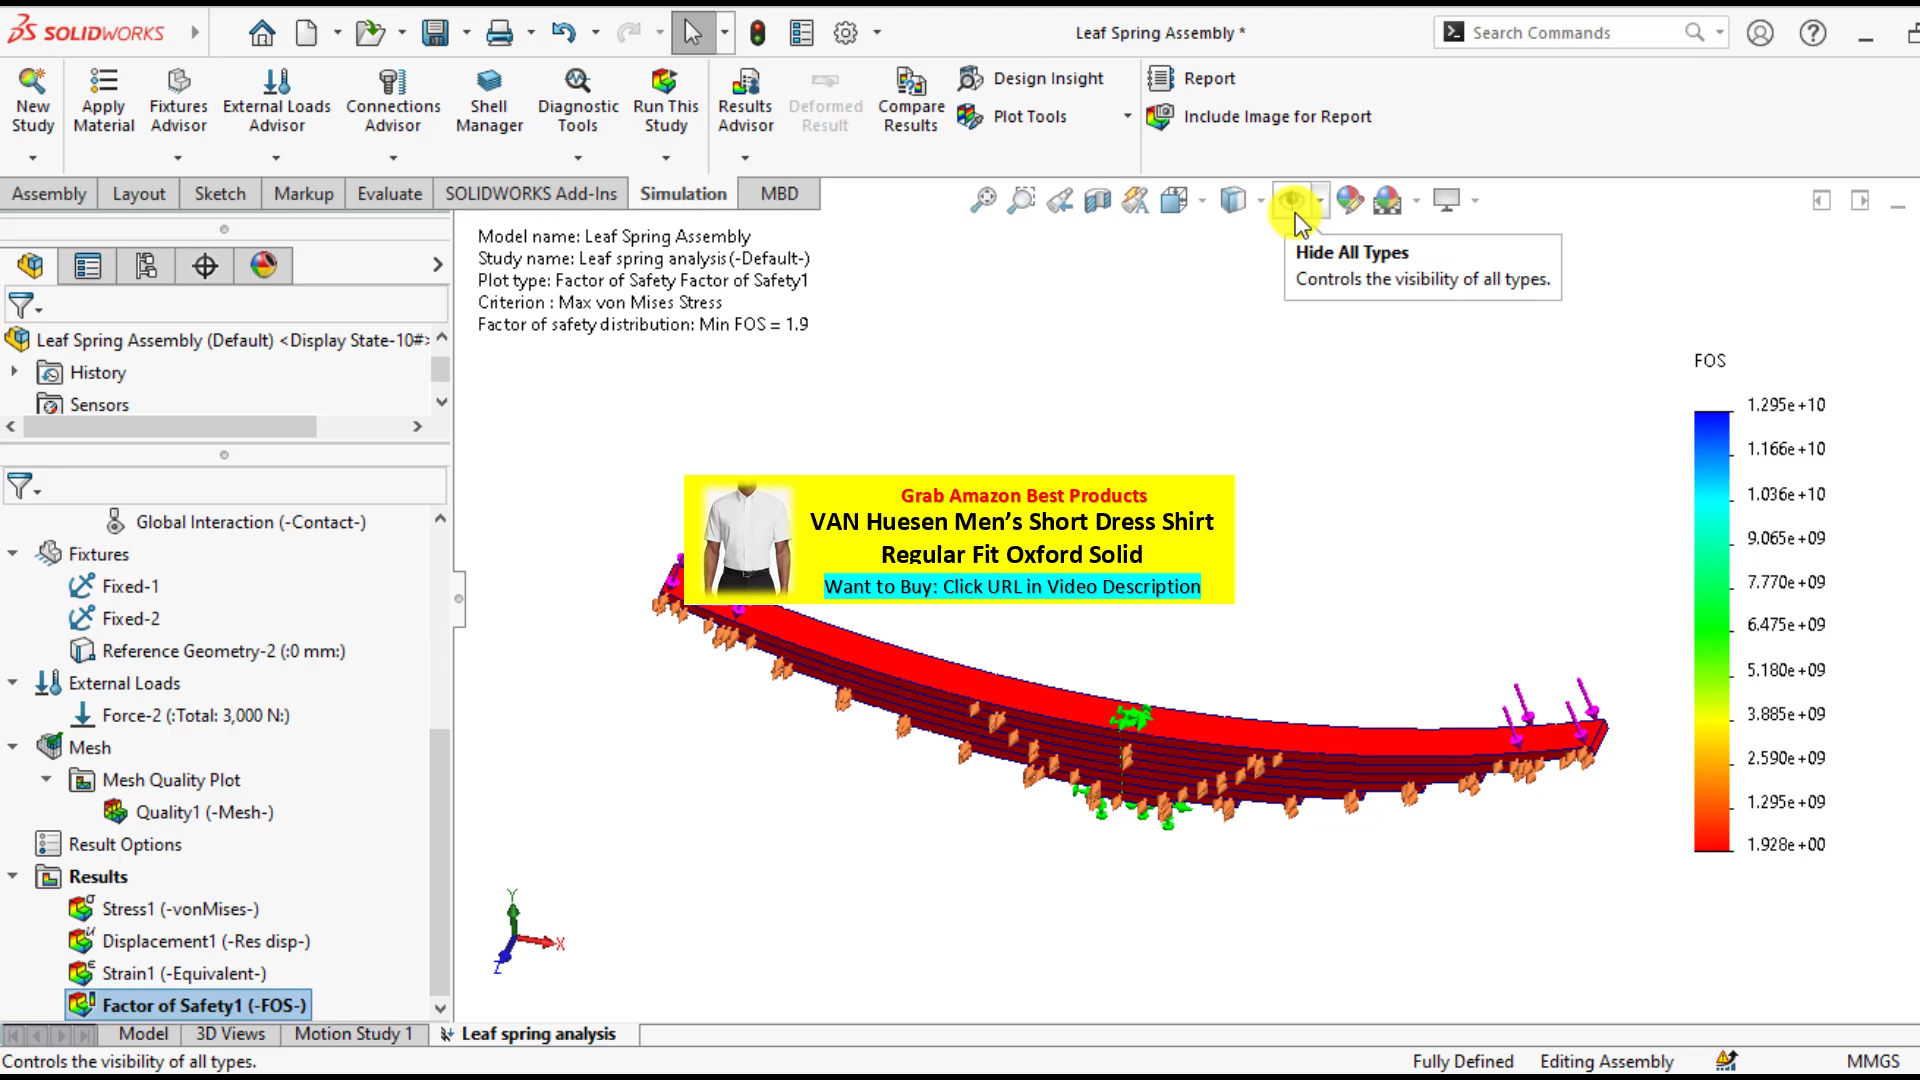 SOLIDWORKS
Leaf Spring Assembly *
Search Commands
New Study
Apply Material
Fixtures Advisor
External Loads Advisor
Connections Advisor
Shell Manager
Diagnostic Tools
Run This Study
Results Advisor
Deformed Result
Compare Results
Design Insight
Plot Tools
Report
Include Image for Report
Assembly
Layout
Sketch
Markup
Evaluate
SOLIDWORKS Add-Ins
Simulation
MBD
Hide All Types
Controls the visibility of all types.
Model name: Leaf Spring Assembly
Study name: Leaf spring analysis(-Default-)
Plot type: Factor of Safety Factor of Safety1
Criterion : Max von Mises Stress
Factor of safety distribution: Min FOS = 1.9
Leaf Spring Assembly (Default) <Display State-10#>
History
Sensors
Global Interaction (-Contact-)
Fixtures
Fixed-1
Fixed-2
Reference Geometry-2 (:0 mm:)
External Loads
Force-2 (:Total: 3,000 N:)
Mesh
Mesh Quality Plot
Quality1 (-Mesh-)
Result Options
Results
Stress1 (-vonMises-)
Displacement1 (-Res disp-)
Strain1 (-Equivalent-)
Factor of Safety1 (-FOS-)
Grab Amazon Best Products
VAN Huesen Men's Short Dress Shirt
Regular Fit Oxford Solid
Want to Buy: Click URL in Video Description
FOS
1.295e+10
1.166e+10
1.036e+10
9.065e+09
7.770e+09
6.475e+09
5.180e+09
3.885e+09
2.590e+09
1.295e+09
1.928e+00
Y
X
Z
Model
3D Views
Motion Study 1
Leaf spring analysis
Controls the visibility of all types.
Fully Defined
Editing Assembly
MMGS